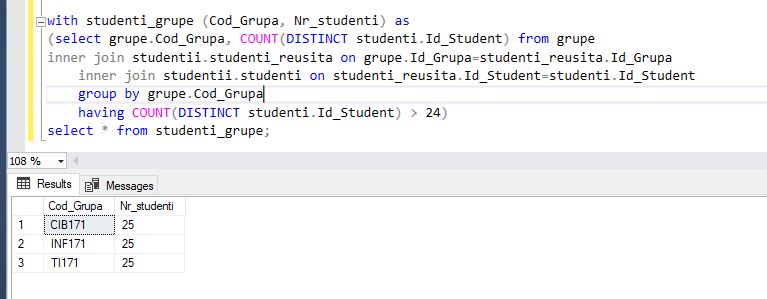 with studenti_grupe (Cod_Grupa, Nr_studenti) as
(select grupe.Cod_Grupa, COUNT(DISTINCT studenti.Id_Student) from grupe
inner join studentii.studenti_reusita on grupe.Id_Grupa=studenti_reusita.Id_Grupa
inner join studentii.studenti on studenti_reusita.Id_Student=studenti.Id_Student
group by grupe.Cod_Grupa
having COUNT(DISTINCT studenti.Id_Student) > 24)
select * from studenti_grupe;
108 %
Results Messages
Cod_Grupa Nr_studenti
1 CIB171 25
2 INF171 25
3 TI171 25